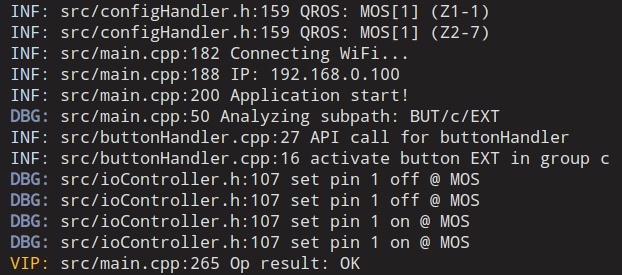 INF: src/configHandler.h:159 QROS: MOS[1] (Z1-1)
INF: src/configHandler.h:159 QROS: MOS[1] (Z2-7)
INF: src/main.cpp:182 Connecting WiFi...
INF: src/main.cpp:188 IP: 192.168.0.100
INF: src/main.cpp:200 Application start!
DBG: src/main.cpp:50 Analyzing subpath: BUT/c/EXT
INF: src/buttonHandler.cpp:27 API call for buttonHandler
INF: src/buttonHandler.cpp:16 activate button EXT in group c
DBG: src/ioController.h:107 set pin 1 off @ MOS
DBG: src/ioController.h:107 set pin 1 off @ MOS
DBG: src/ioController.h:107 set pin 1 on @ MOS
DBG: src/ioController.h:107 set pin 1 on @ MOS
VIP: src/main.cpp:265 Op result: OK